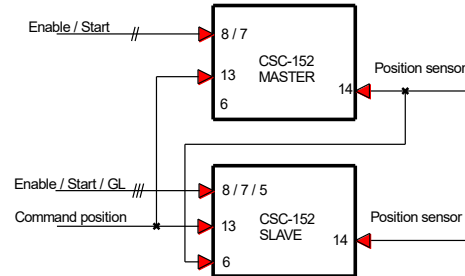 Enable / Start
8 / 7
CSC-152
MASTER
13
6
14
Position sensor
Enable / Start / GL
8 / 7 / 5
Command position
13
CSC-152
SLAVE
6
14
Position sensor